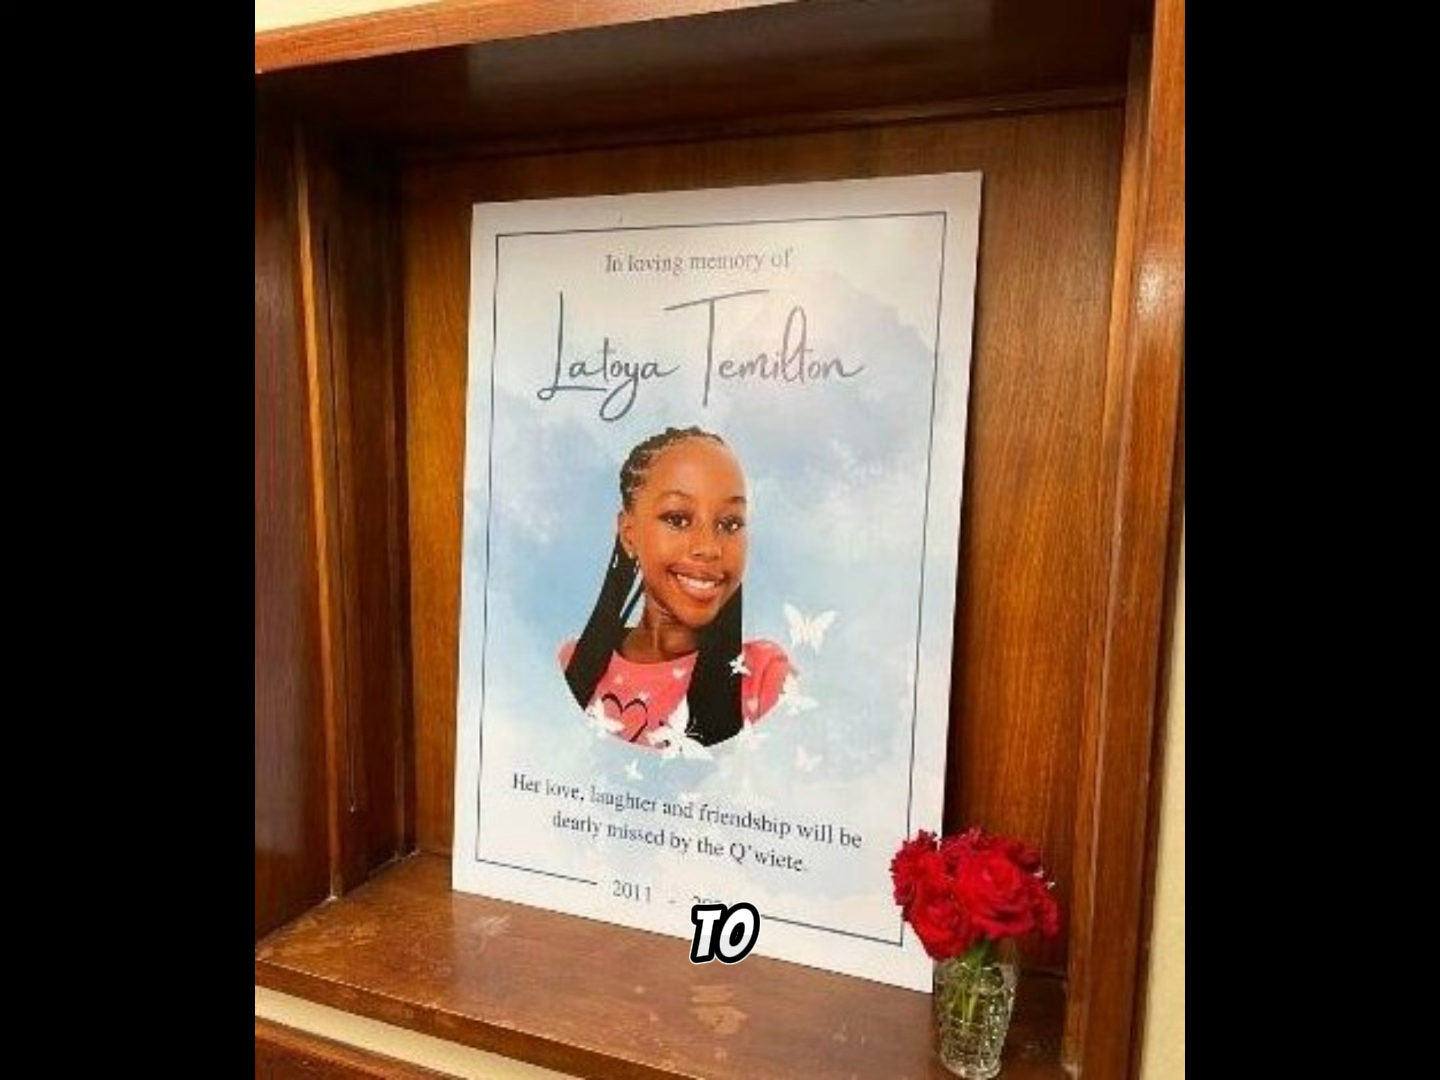 In loving memory of
Latoya Temilton
Her love, laughter and friendship will be
dearly missed by the Q'wiete.
2011 -
TO